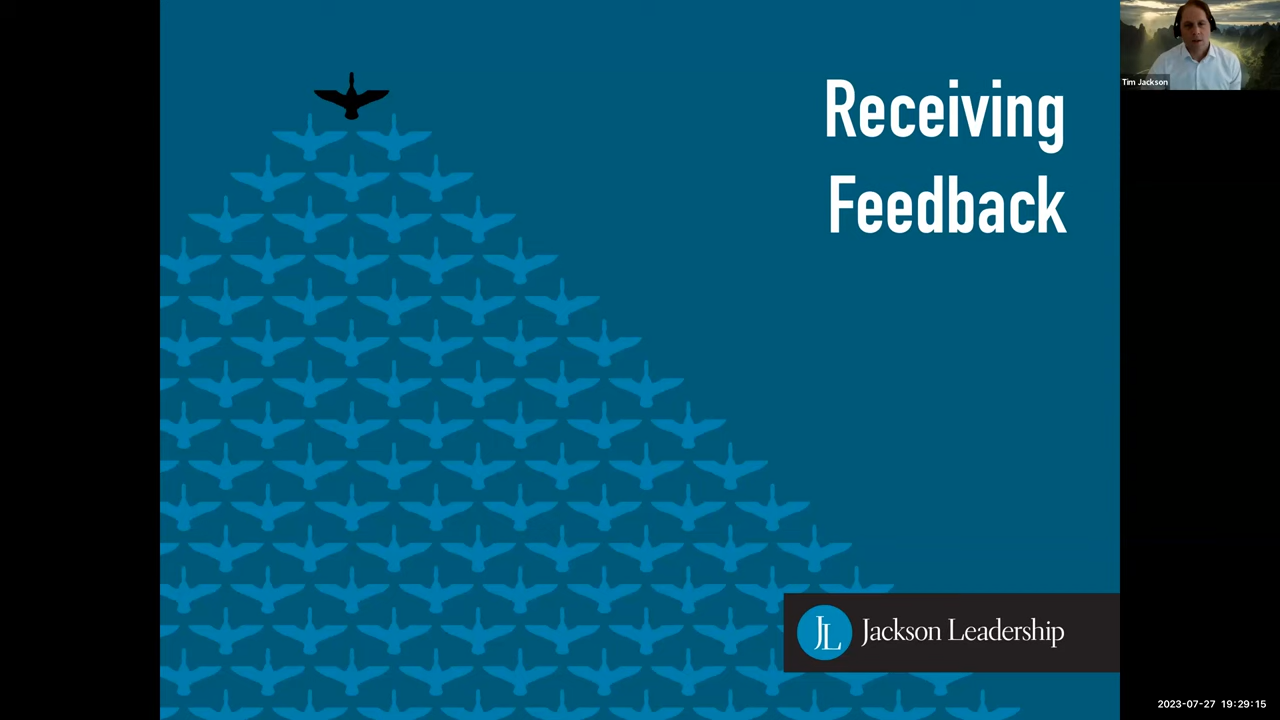 Receiving
Feedback
Tim Jackson
JL Jackson Leadership
2023-07-27 19:29:15